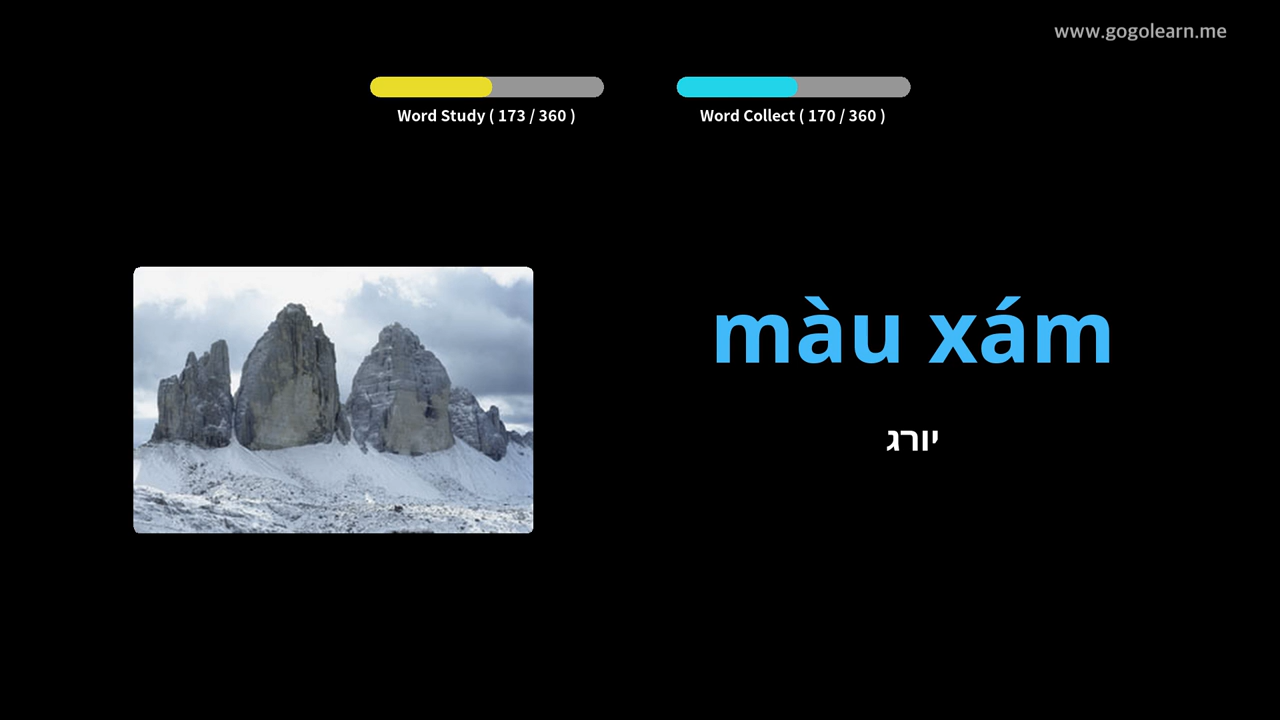 www.gogolearn.me
Word Study ( 173 / 360 )
Word Collect ( 170 / 360 )
màu xám
יורג